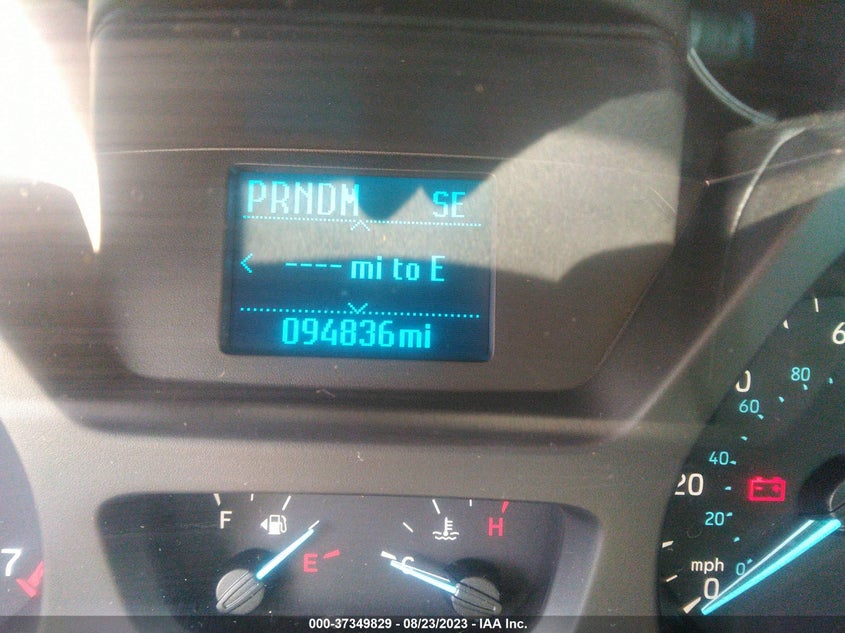 PRNDM SE
< ---- mi to E
094836mi
F
E
C
H
7
6
80
60
40
20
20
mph
0
0
000-37349829 - 08/23/2023 - IAA Inc.